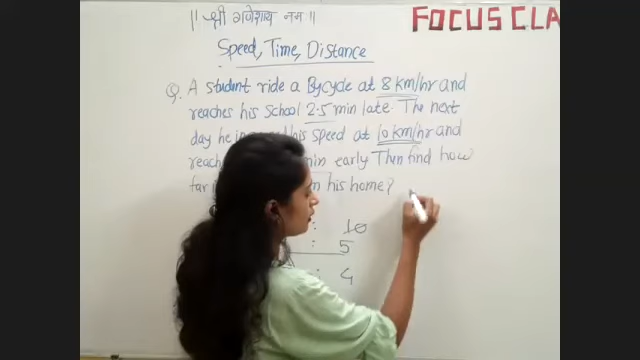 || श्री गणेशाय नम ||
FOCUS CLA
Speed, Time, Distance
Q. A student ride a Bycycle at 8 km/hr and
reaches his School 2.5 min late. The next
day he his speed at 10 km/hr and
reach min early Then find how
far his home?
: 10
: 5
: 4